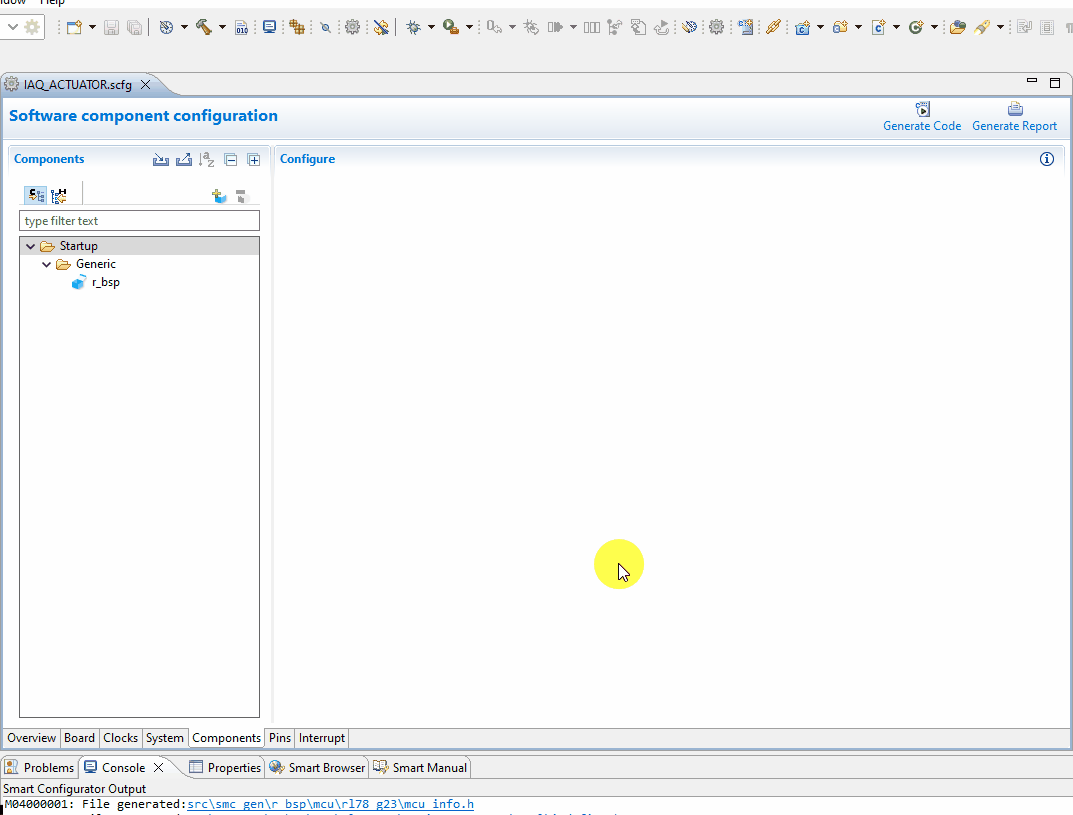 ndow Help
010
IAQ_ACTUATOR.scfg
Software component configuration
Generate Code Generate Report
Components
Configure
type filter text
Startup
Generic
r_bsp
Overview Board Clocks System Components Pins Interrupt
Problems Console Properties Smart Browser Smart Manual
Smart Configurator Output
M04000001: File generated:src\smc_gen\r_bsp\mcu\rl78_g23\mcu_info.h